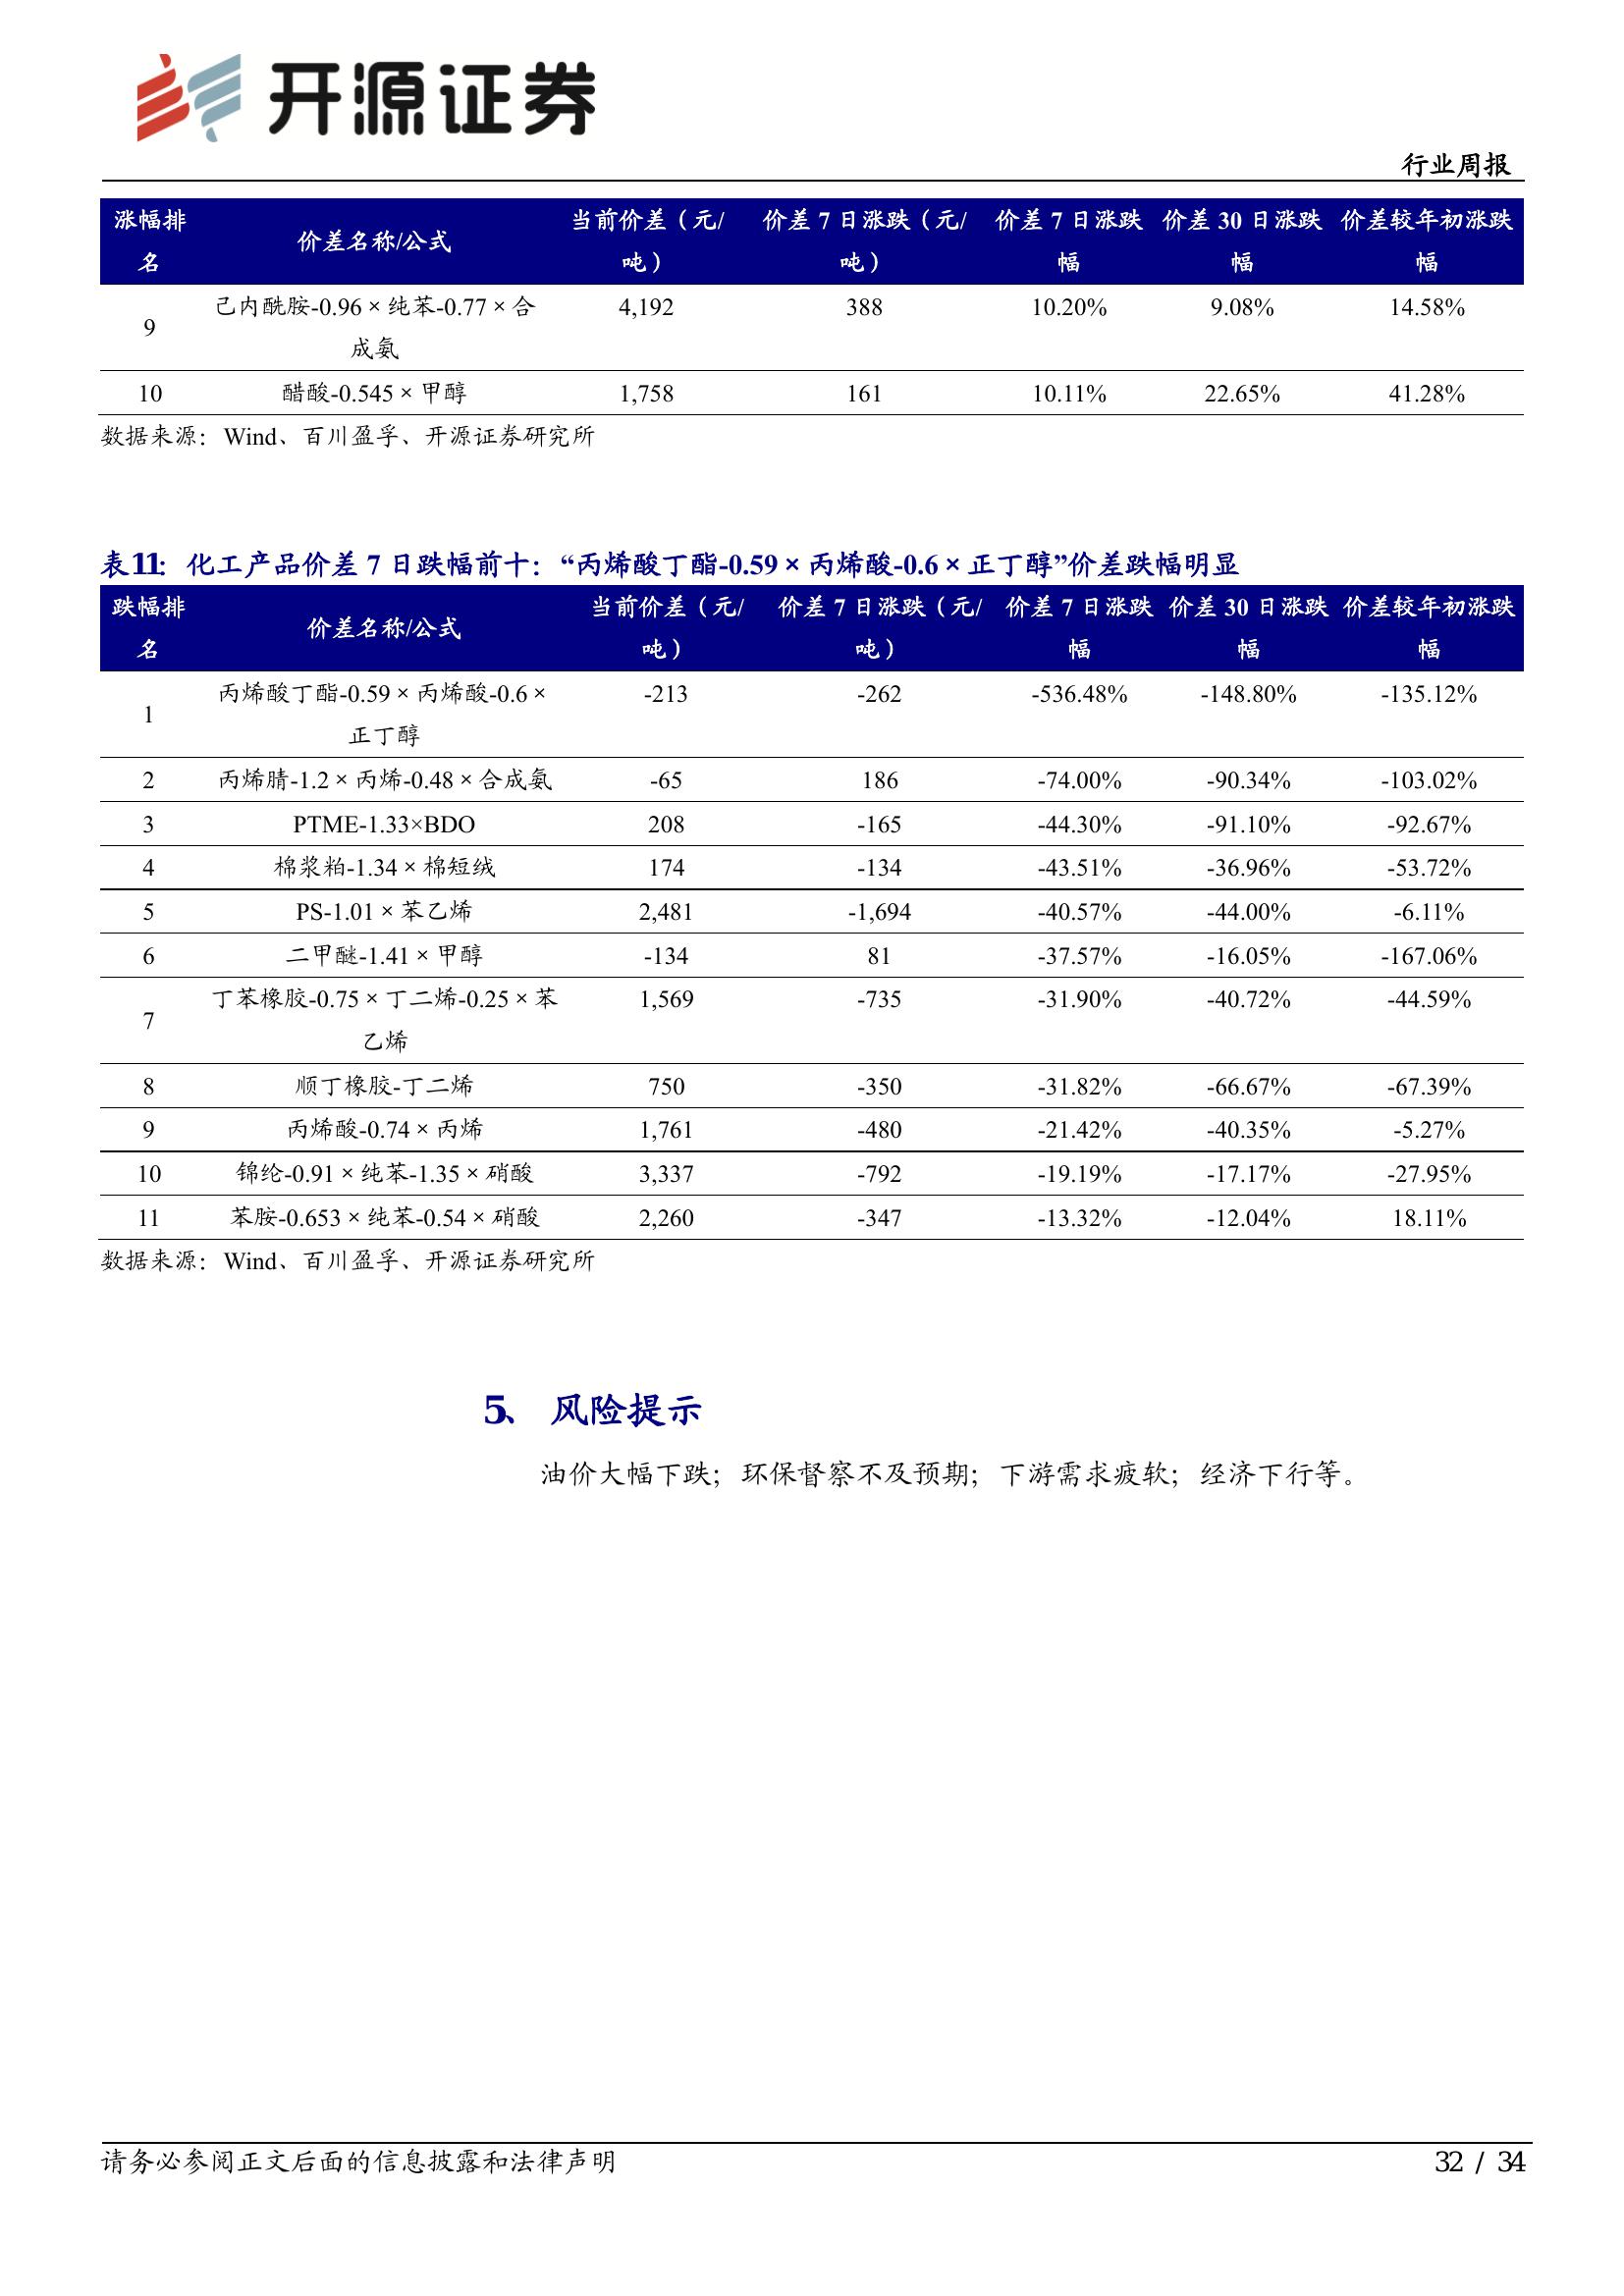 开源证券
行业周报
涨幅排名 价差名称/公式 当前价差（元/吨） 价差 7 日涨跌（元/吨） 价差 7 日涨跌幅 价差 30 日涨跌幅 价差较年初涨跌幅
9 己内酰胺-0.96×纯苯-0.77×合成氨 4,192 388 10.20% 9.08% 14.58%
10 醋酸-0.545×甲醇 1,758 161 10.11% 22.65% 41.28%
数据来源：Wind、百川盈孚、开源证券研究所
表11：化工产品价差 7 日跌幅前十：“丙烯酸丁酯-0.59×丙烯酸-0.6×正丁醇”价差跌幅明显
跌幅排名 价差名称/公式 当前价差（元/吨） 价差 7 日涨跌（元/吨） 价差 7 日涨跌幅 价差 30 日涨跌幅 价差较年初涨跌幅
1 丙烯酸丁酯-0.59×丙烯酸-0.6×正丁醇 -213 -262 -536.48% -148.80% -135.12%
2 丙烯腈-1.2×丙烯-0.48×合成氨 -65 186 -74.00% -90.34% -103.02%
3 PTME-1.33×BDO 208 -165 -44.30% -91.10% -92.67%
4 棉浆粕-1.34×棉短绒 174 -134 -43.51% -36.96% -53.72%
5 PS-1.01×苯乙烯 2,481 -1,694 -40.57% -44.00% -6.11%
6 二甲醚-1.41×甲醇 -134 81 -37.57% -16.05% -167.06%
7 丁苯橡胶-0.75×丁二烯-0.25×苯乙烯 1,569 -735 -31.90% -40.72% -44.59%
8 顺丁橡胶-丁二烯 750 -350 -31.82% -66.67% -67.39%
9 丙烯酸-0.74×丙烯 1,761 -480 -21.42% -40.35% -5.27%
10 锦纶-0.91×纯苯-1.35×硝酸 3,337 -792 -19.19% -17.17% -27.95%
11 苯胺-0.653×纯苯-0.54×硝酸 2,260 -347 -13.32% -12.04% 18.11%
数据来源：Wind、百川盈孚、开源证券研究所
5、 风险提示
油价大幅下跌；环保督察不及预期；下游需求疲软；经济下行等。
请务必参阅正文后面的信息披露和法律声明
32 / 34